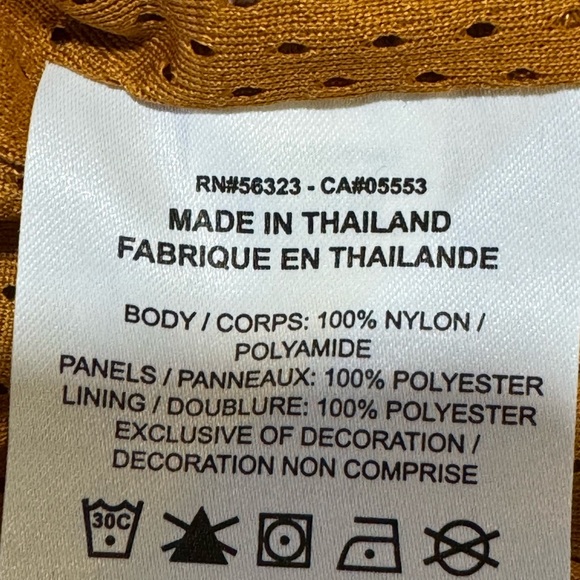 RN#56323 - CA#05553
MADE IN THAILAND
FABRIQUE EN THAILANDE
BODY / CORPS: 100% NYLON /
POLYAMIDE
PANELS / PANNEAUX: 100% POLYESTER
LINING / DOUBLURE: 100% POLYESTER
EXCLUSIVE OF DECORATION /
DECORATION NON COMPRISE
30C